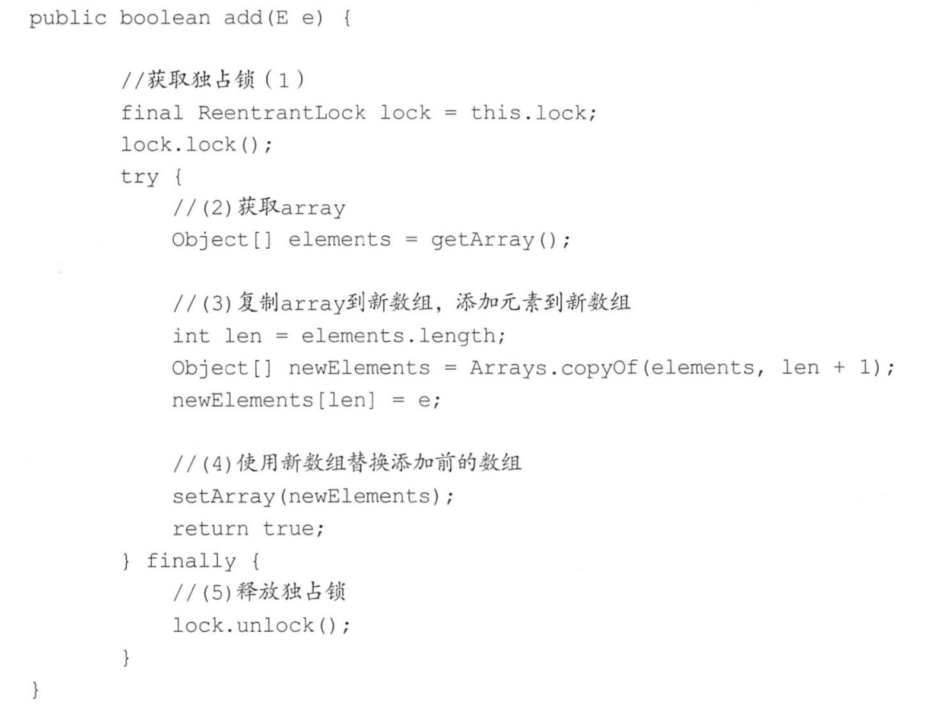 public boolean add(E e) {
//获取独占锁（1）
final ReentrantLock lock = this.lock;
lock.lock();
try {
//(2)获取array
Object[] elements = getArray();
//(3)复制array到新数组，添加元素到新数组
int len = elements.length;
Object[] newElements = Arrays.copyOf(elements, len + 1);
newElements[len] = e;
//(4)使用新数组替换添加前的数组
setArray(newElements);
return true;
} finally {
//(5)释放独占锁
lock.unlock();
}
}